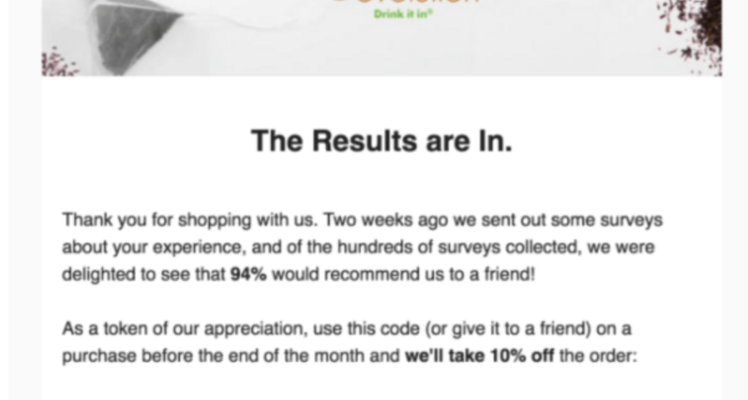 Drink it in®
The Results are In.
Thank you for shopping with us. Two weeks ago we sent out some surveys
about your experience, and of the hundreds of surveys collected, we were
delighted to see that 94% would recommend us to a friend!
As a token of our appreciation, use this code (or give it to a friend) on a
purchase before the end of the month and we'll take 10% off the order: